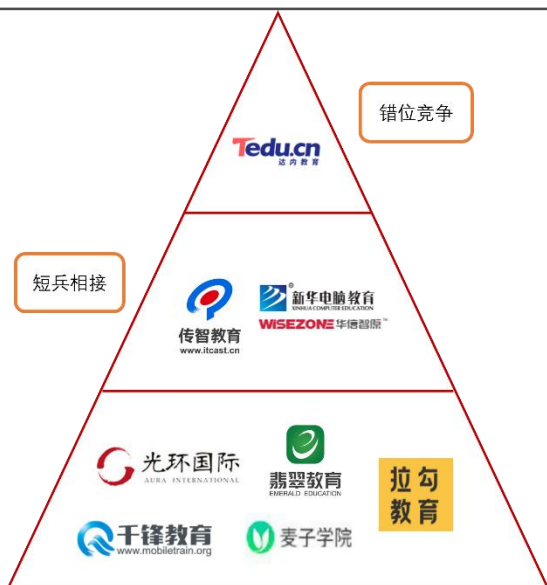 错位竞争
Tedu.cn
达内教育
短兵相接
传智教育
www.itcast.cn
新华电脑教育
XINHUA COMPUTER EDUCATION
WISEZONE 华信智原
光环国际
AURA INTERNATIONAL
翡翠教育
EMERALD EDUCATION
拉勾
教育
千锋教育
www.mobiletrain.org
麦子学院